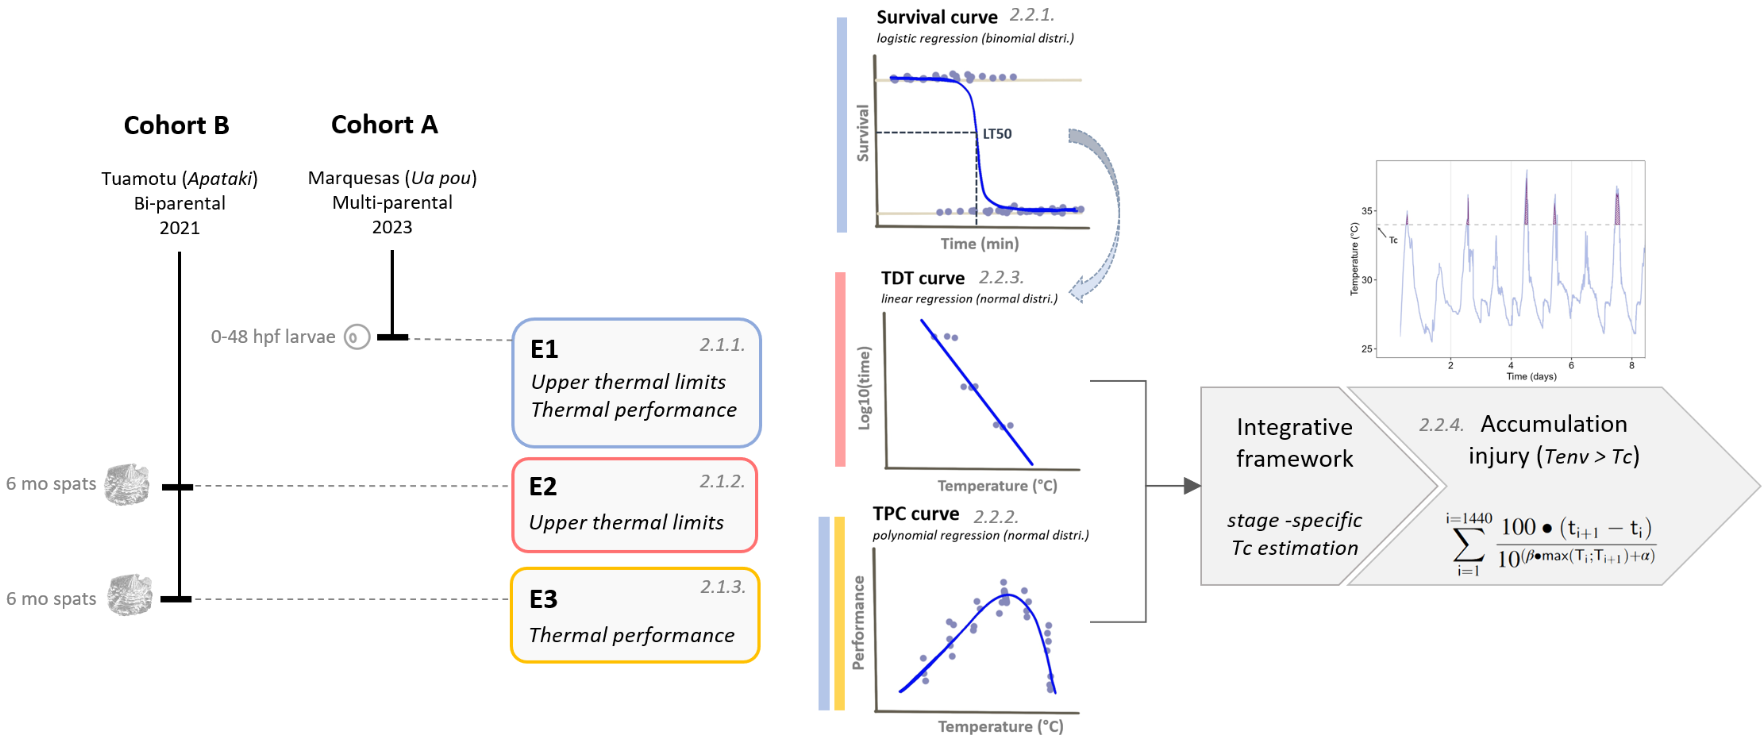 Cohort B
Tuamotu (Apataki)
Bi-parental
2021
Cohort A
Marquesas (Ua pou)
Multi-parental
2023
0-48 hpf larvae
6 mo spats
6 mo spats
E1 2.1.1.
Upper thermal limits
Thermal performance
E2 2.1.2.
Upper thermal limits
E3 2.1.3.
Thermal performance
Survival curve 2.2.1.
logistic regression (binomial distri.)
Survival
LT50
Time (min)
TDT curve 2.2.3.
linear regression (normal distri.)
Log10(time)
Temperature (°C)
TPC curve 2.2.2.
polynomial regression (normal distri.)
Performance
Temperature (°C)
Integrative
framework
stage -specific
Tc estimation
Temperature (°C)
35
30
25
Tc
2 4 6 8
Time (days)
2.2.4. Accumulation
injury (Tenv > Tc)
i=1440
∑
i=1
100 • (t_{i+1} − t_i)
10^{(β•max(T_i;T_{i+1})+α)}